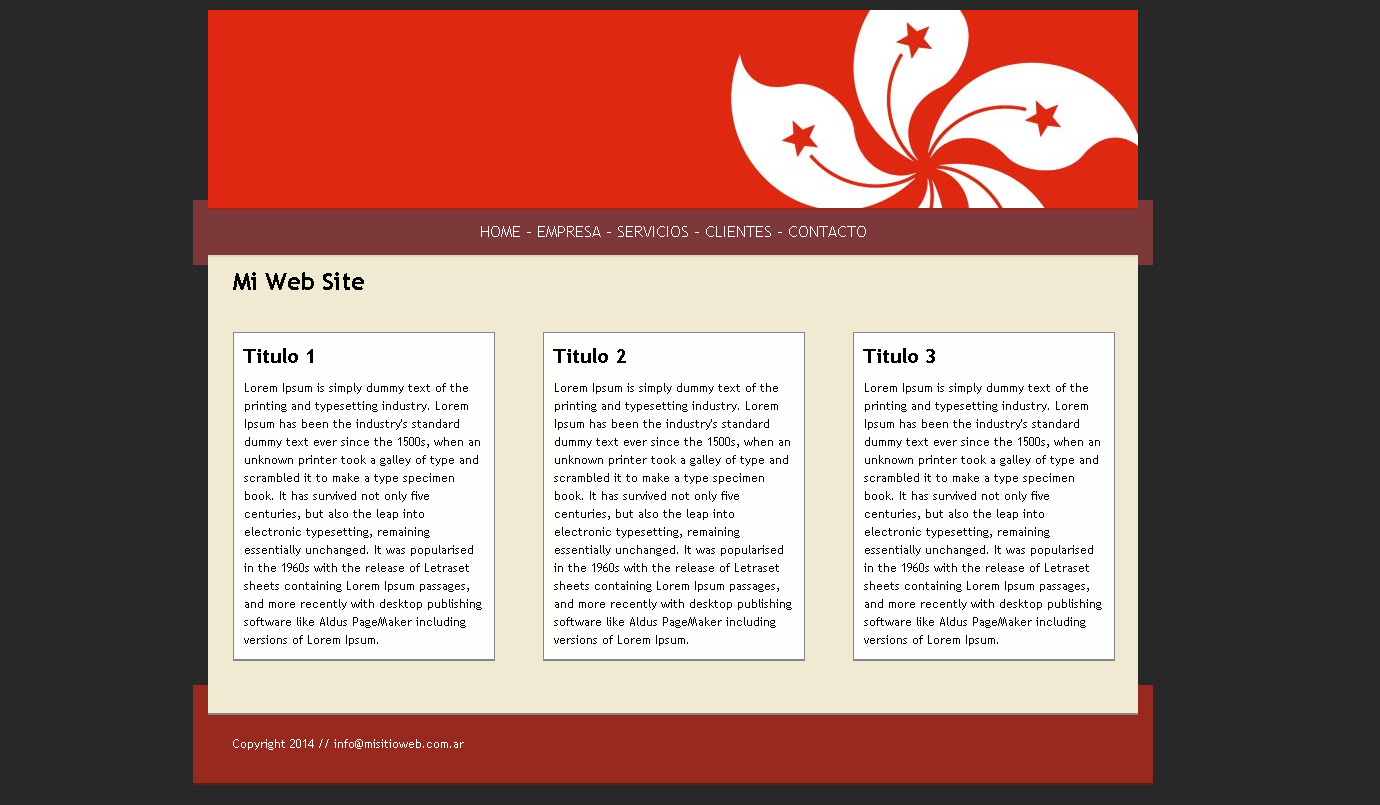 HOME - EMPRESA - SERVICIOS - CLIENTES - CONTACTO
Mi Web Site
Titulo 1
Lorem Ipsum is simply dummy text of the
printing and typesetting industry. Lorem
Ipsum has been the industry's standard
dummy text ever since the 1500s, when an
unknown printer took a galley of type and
scrambled it to make a type specimen
book. It has survived not only five
centuries, but also the leap into
electronic typesetting, remaining
essentially unchanged. It was popularised
in the 1960s with the release of Letraset
sheets containing Lorem Ipsum passages,
and more recently with desktop publishing
software like Aldus PageMaker including
versions of Lorem Ipsum.
Titulo 2
Lorem Ipsum is simply dummy text of the
printing and typesetting industry. Lorem
Ipsum has been the industry's standard
dummy text ever since the 1500s, when an
unknown printer took a galley of type and
scrambled it to make a type specimen
book. It has survived not only five
centuries, but also the leap into
electronic typesetting, remaining
essentially unchanged. It was popularised
in the 1960s with the release of Letraset
sheets containing Lorem Ipsum passages,
and more recently with desktop publishing
software like Aldus PageMaker including
versions of Lorem Ipsum.
Titulo 3
Lorem Ipsum is simply dummy text of the
printing and typesetting industry. Lorem
Ipsum has been the industry's standard
dummy text ever since the 1500s, when an
unknown printer took a galley of type and
scrambled it to make a type specimen
book. It has survived not only five
centuries, but also the leap into
electronic typesetting, remaining
essentially unchanged. It was popularised
in the 1960s with the release of Letraset
sheets containing Lorem Ipsum passages,
and more recently with desktop publishing
software like Aldus PageMaker including
versions of Lorem Ipsum.
Copyright 2014 // info@misitioweb.com.ar